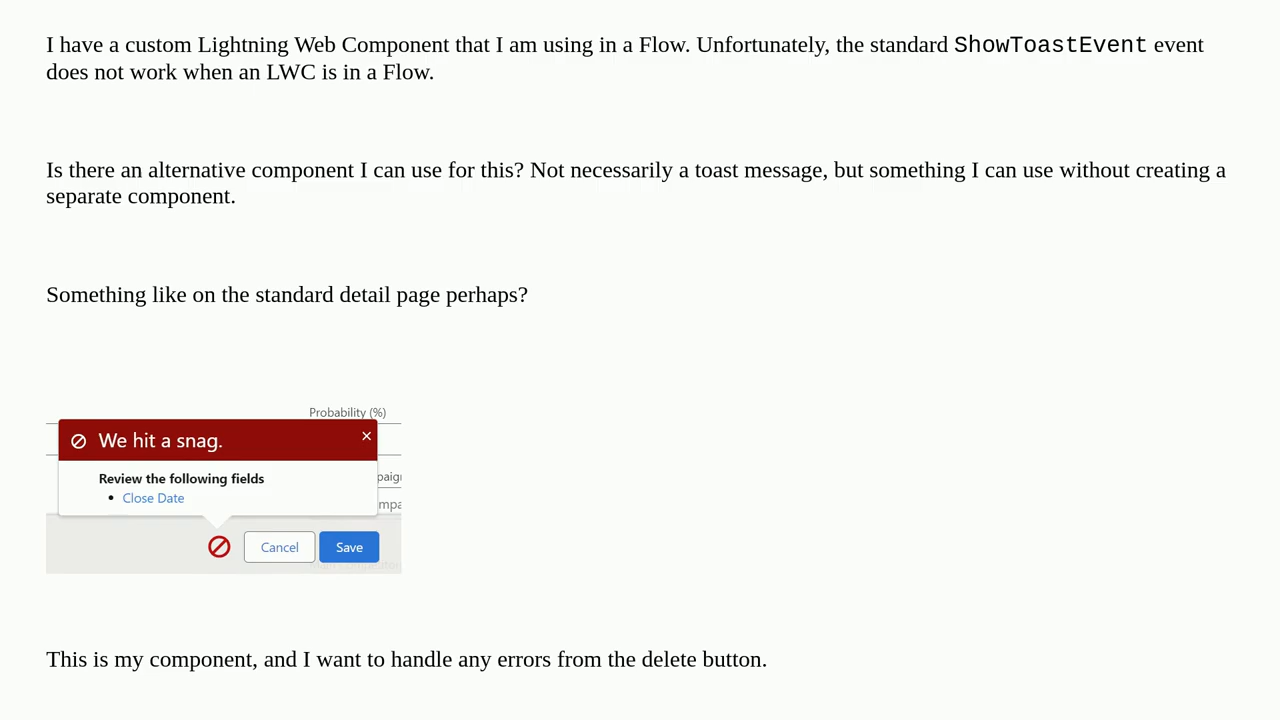 I have a custom Lightning Web Component that I am using in a Flow. Unfortunately, the standard ShowToastEvent event
does not work when an LWC is in a Flow.
Is there an alternative component I can use for this? Not necessarily a toast message, but something I can use without creating a
separate component.
Something like on the standard detail page perhaps?
Probability (%)
We hit a snag.
Review the following fields
Close Date
Cancel Save
This is my component, and I want to handle any errors from the delete button.